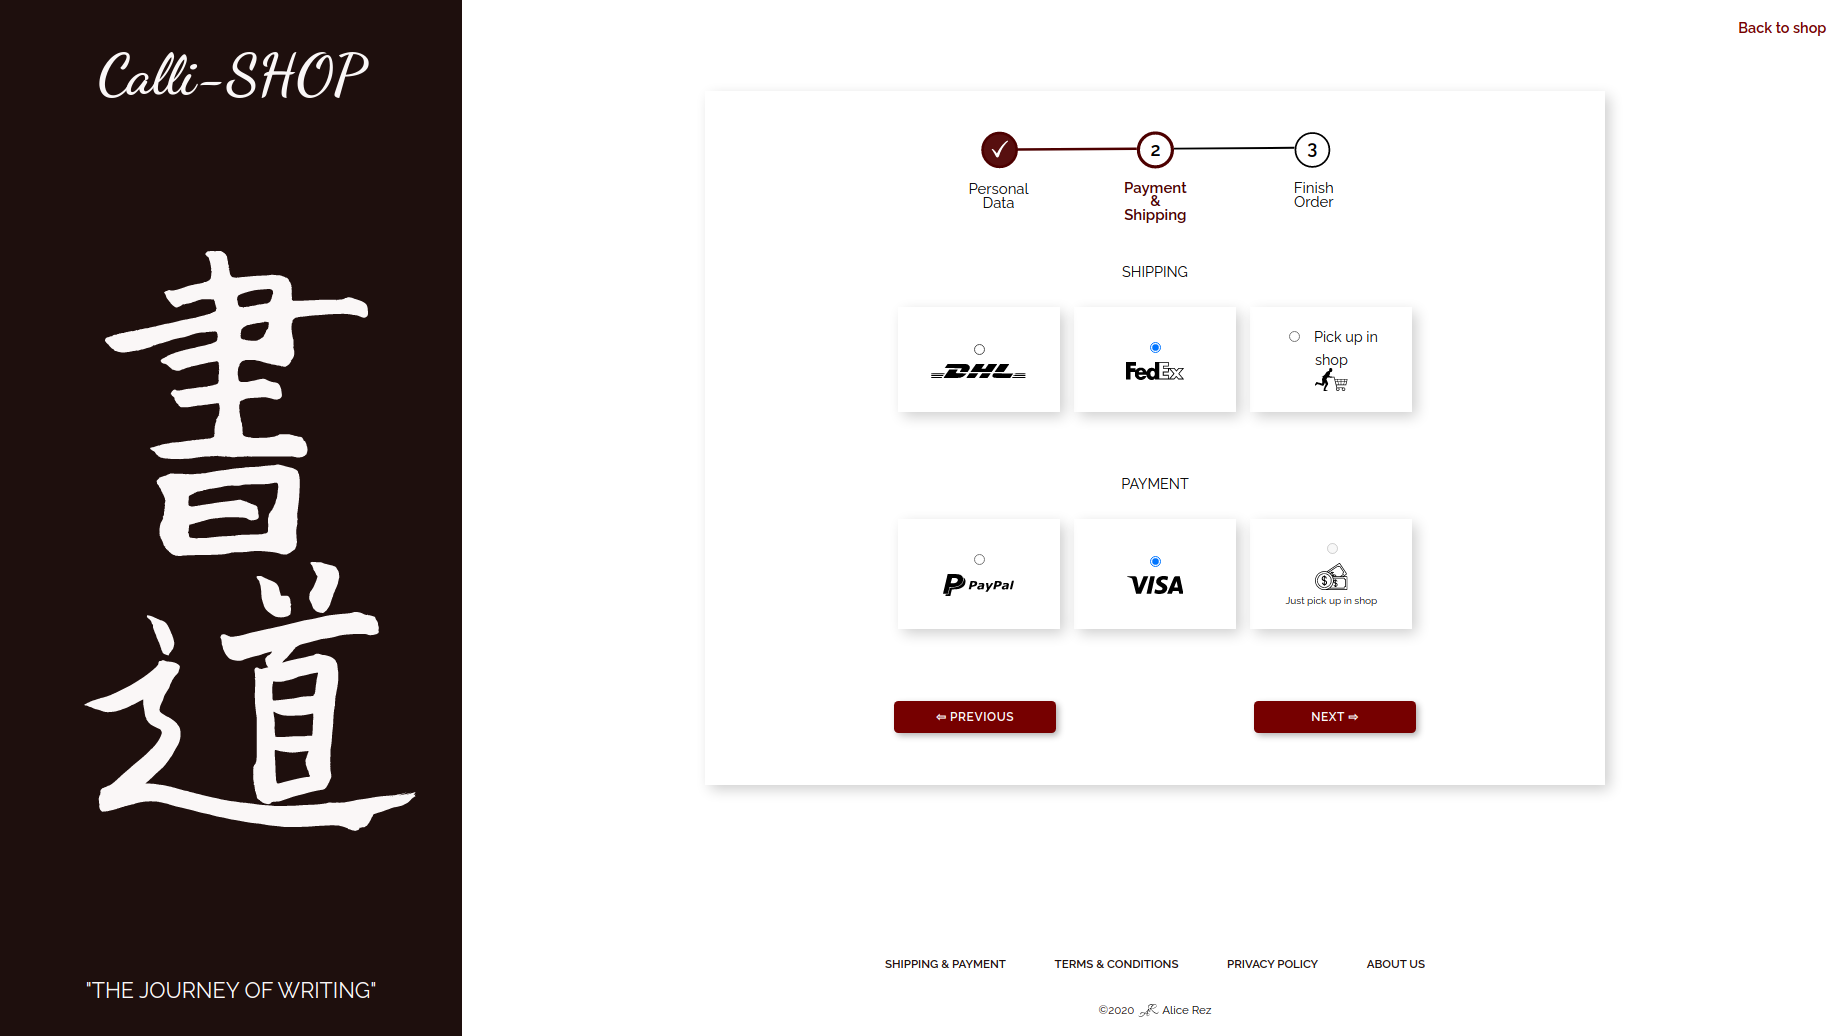 Calli-SHOP
書
道
"THE JOURNEY OF WRITING"
Back to shop
2
3
Personal
Data
Payment
&
Shipping
Finish
Order
SHIPPING
DHL
FedEx
Pick up in
shop
PAYMENT
PayPal
VISA
Just pick up in shop
⇦ PREVIOUS
NEXT ⇨
SHIPPING & PAYMENT
TERMS & CONDITIONS
PRIVACY POLICY
ABOUT US
©2020 AR Alice Rez